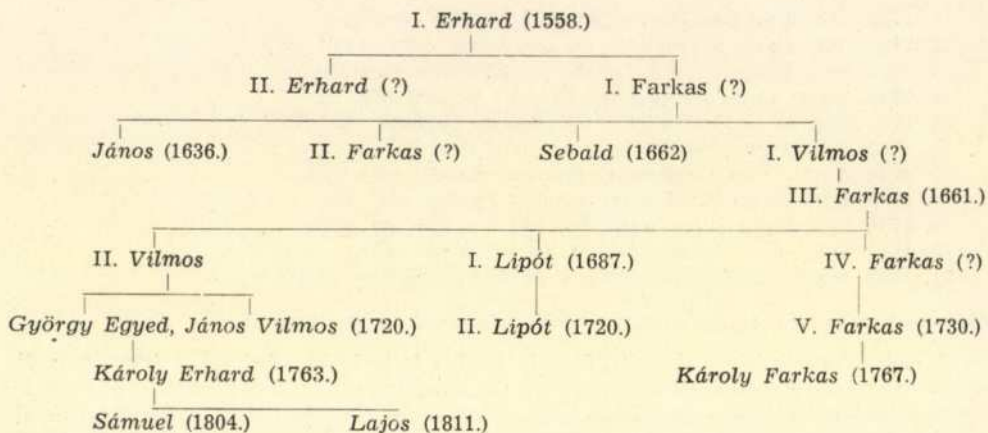 I. Erhard (1558.)
II. Erhard (?) I. Farkas (?)
János (1636.) II. Farkas (?) Sebald (1662) I. Vilmos (?)
III. Farkas (1661.)
II. Vilmos I. Lipót (1687.) IV. Farkas (?)
György Egyed, János Vilmos (1720.) II. Lipót (1720.) V. Farkas (1730.)
Károly Erhard (1763.) Károly Farkas (1767.)
Sámuel (1804.) Lajos (1811.)